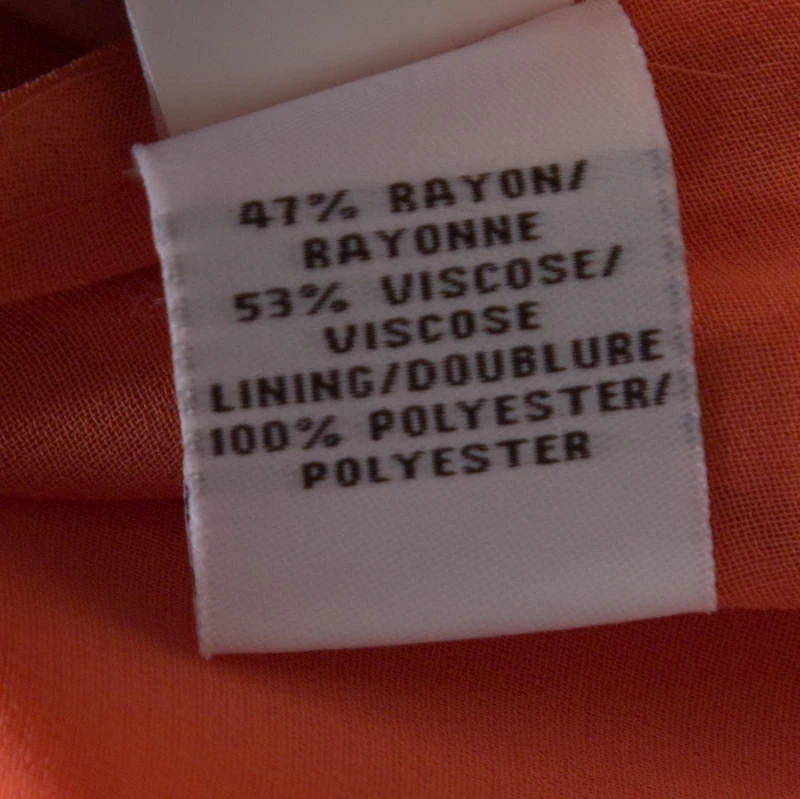 47% RAYON/
RAYONNE
53% VISCOSE/
VISCOSE
LINING/DOUBLURE
100% POLYESTER/
POLYESTER